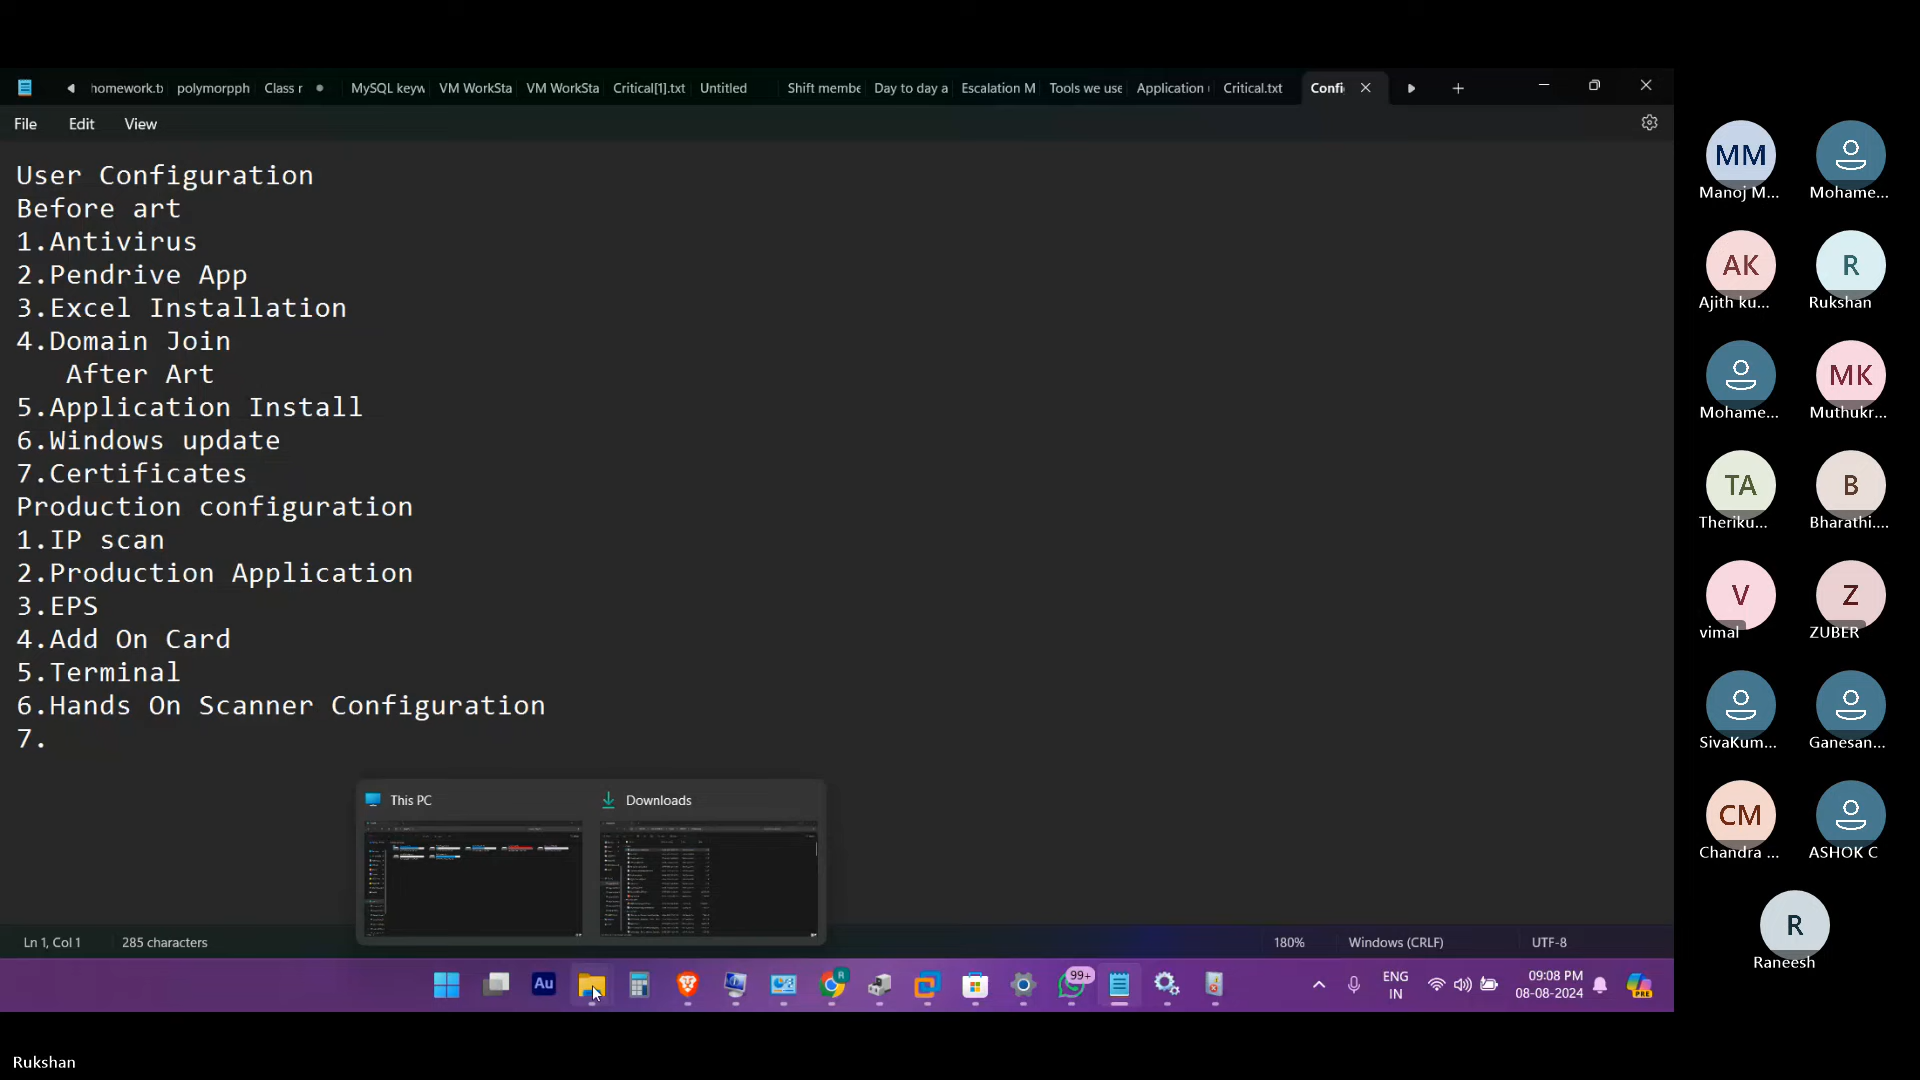 homework.tx polymorpph Class r MySQL keyw VM WorkSta VM WorkSta Critical[1].txt Untitled Shift membe Day to day a Escalation M Tools we use Application Critical.txt Confi
File Edit View
User Configuration
Before art
1.Antivirus
2.Pendrive App
3.Excel Installation
4.Domain Join
After Art
5.Application Install
6.Windows update
7.Certificates
Production configuration
1.IP scan
2.Production Application
3.EPS
4.Add On Card
5.Terminal
6.Hands On Scanner Configuration
7.
This PC Downloads
Ln 1, Col 1 285 characters 180% Windows (CRLF) UTF-8
Au R 99+ ENG IN 09:08 PM 08-08-2024 PRE
MM
Manoj M... Mohame...
AK R
Ajith ku... Rukshan
MK
Mohame... Muthukr...
TA B
Theriku... Bharathi....
V Z
vimal ZUBER
SivaKum... Ganesan...
CM
Chandra ... ASHOK C
R
Raneesh
Rukshan